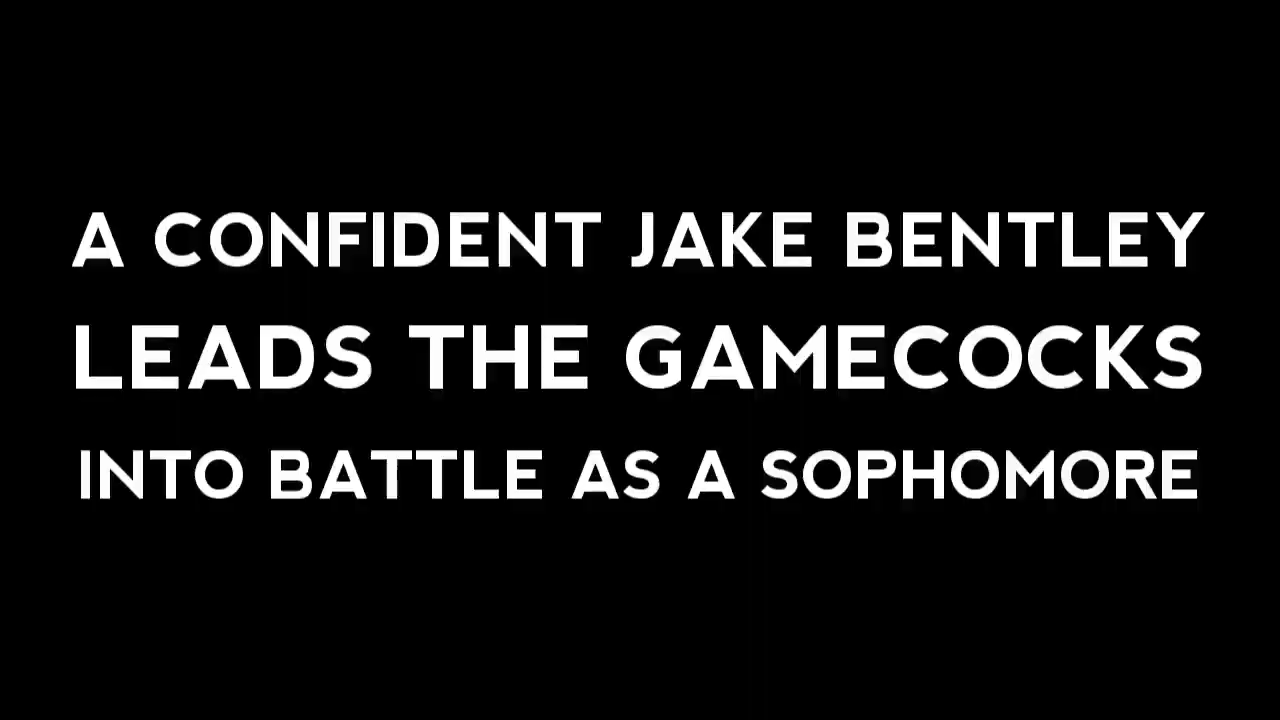 A CONFIDENT JAKE BENTLEY
LEADS THE GAMECOCKS
INTO BATTLE AS A SOPHOMORE